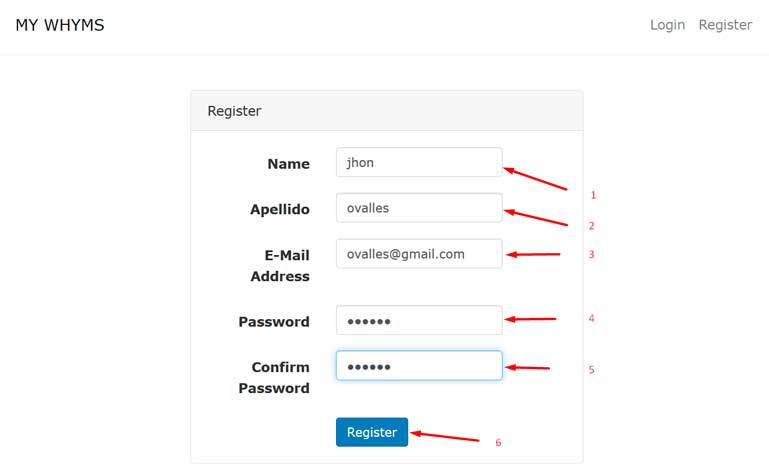 MY WHYMS
Login Register
Register
Name jhon
1
Apellido ovalles
2
E-Mail Address ovalles@gmail.com
3
Password ●●●●●●
4
Confirm Password ●●●●●●
5
Register
6